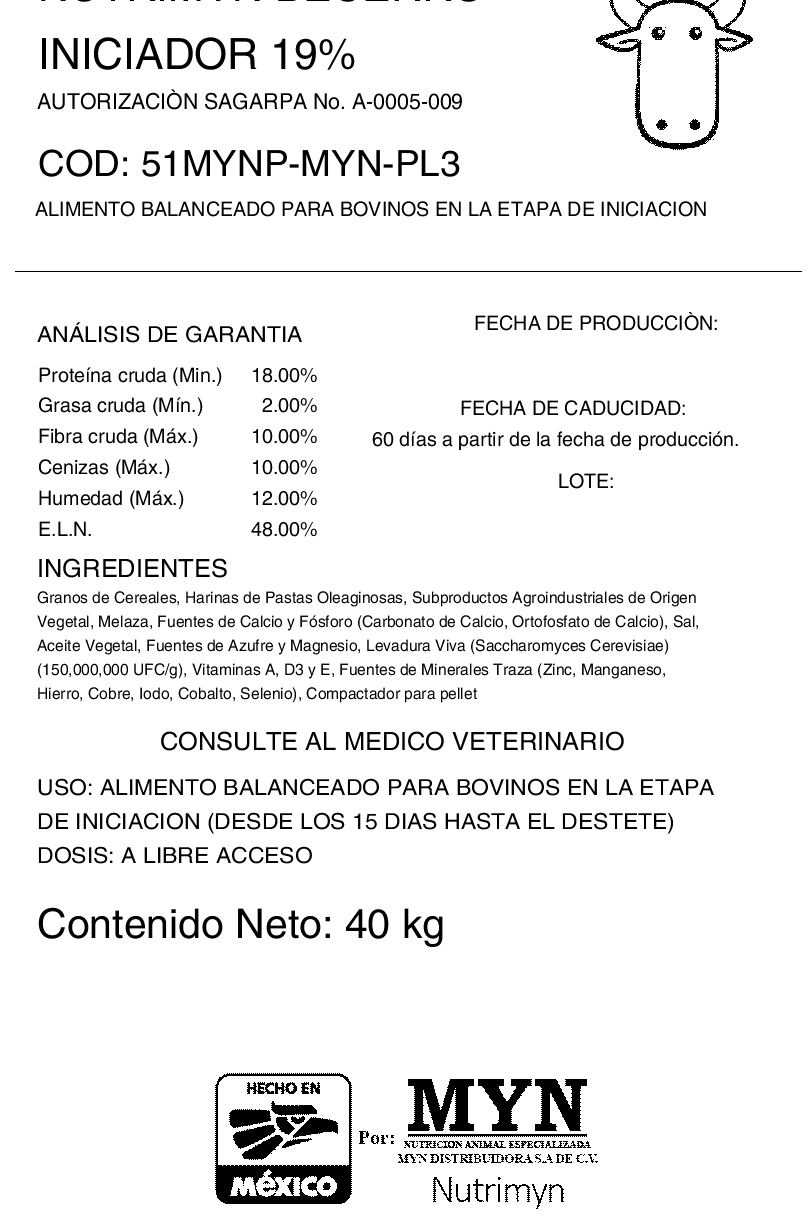 INICIADOR 19%
AUTORIZACIÒN SAGARPA No. A-0005-009
COD: 51MYNP-MYN-PL3
ALIMENTO BALANCEADO PARA BOVINOS EN LA ETAPA DE INICIACION
ANÁLISIS DE GARANTIA
Proteína cruda (Min.) 18.00%
Grasa cruda (Mín.) 2.00%
Fibra cruda (Máx.) 10.00%
Cenizas (Máx.) 10.00%
Humedad (Máx.) 12.00%
E.L.N. 48.00%
FECHA DE PRODUCCIÒN:
FECHA DE CADUCIDAD:
60 días a partir de la fecha de producción.
LOTE:
INGREDIENTES
Granos de Cereales, Harinas de Pastas Oleaginosas, Subproductos Agroindustriales de Origen
Vegetal, Melaza, Fuentes de Calcio y Fósforo (Carbonato de Calcio, Ortofosfato de Calcio), Sal,
Aceite Vegetal, Fuentes de Azufre y Magnesio, Levadura Viva (Saccharomyces Cerevisiae)
(150,000,000 UFC/g), Vitaminas A, D3 y E, Fuentes de Minerales Traza (Zinc, Manganeso,
Hierro, Cobre, Iodo, Cobalto, Selenio), Compactador para pellet
CONSULTE AL MEDICO VETERINARIO
USO: ALIMENTO BALANCEADO PARA BOVINOS EN LA ETAPA
DE INICIACION (DESDE LOS 15 DIAS HASTA EL DESTETE)
DOSIS: A LIBRE ACCESO
Contenido Neto: 40 kg
HECHO EN
MéXICO
Por:
MYN
NUTRICION ANIMAL ESPECIALIZADA
MYN DISTRIBUIDORA S.A DE C.V.
Nutrimyn